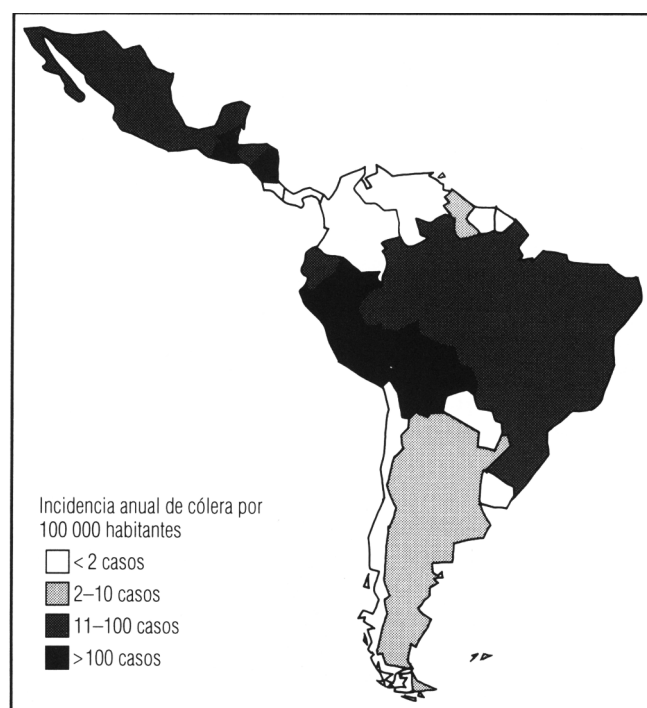 Incidencia anual de cólera por
100 000 habitantes
< 2 casos
2–10 casos
11–100 casos
>100 casos